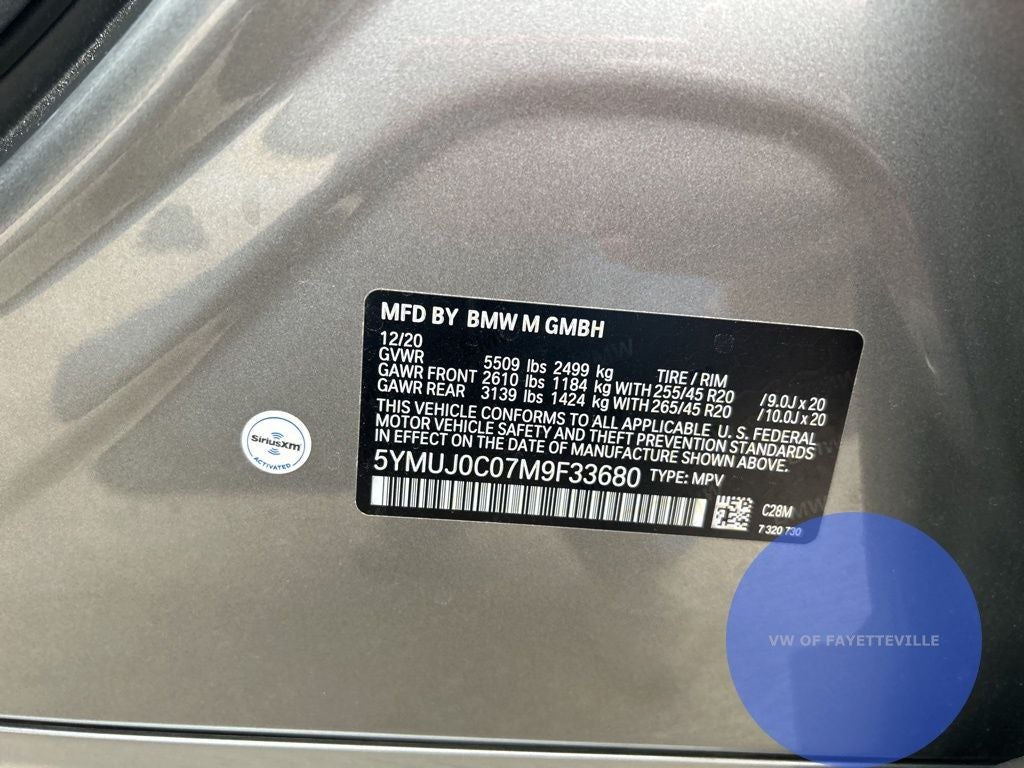 MFD BY BMW M GMBH
12/20
GVWR 5509 lbs 2499 kg TIRE / RIM
GAWR FRONT 2610 lbs 1184 kg WITH 255/45 R20 / 9.0J x 20
GAWR REAR 3139 lbs 1424 kg WITH 265/45 R20 / 10.0J x 20
THIS VEHICLE CONFORMS TO ALL APPLICABLE U. S. FEDERAL
MOTOR VEHICLE SAFETY AND THEFT PREVENTION STANDARDS
IN EFFECT ON THE DATE OF MANUFACTURE SHOWN ABOVE.
5YMUJ0C07M9F33680 TYPE: MPV
C28M
7 320 730
SiriusXM
ACTIVATED
VW OF FAYETTEVILLE